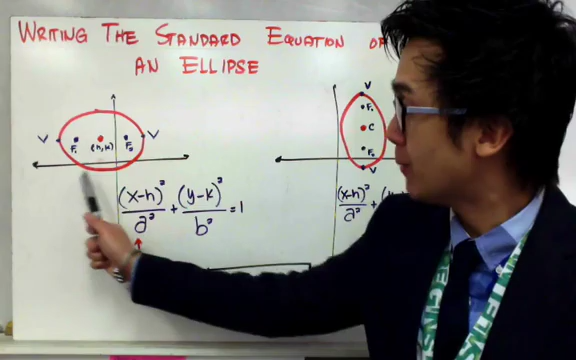 WRITING THE STANDARD EQUATION OF
AN ELLIPSE
V F₁ (h,k) F₂ V
(x-h)²/a² + (y-k)²/b² = 1
V
F₁
C
F₂
V
(x-h)²/a² +